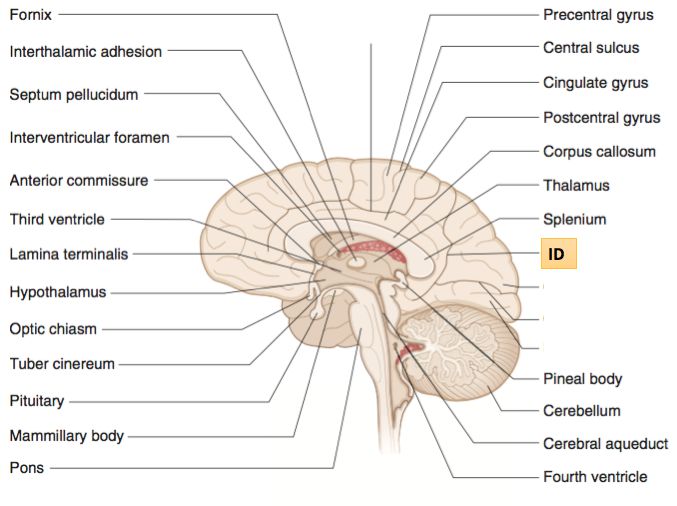 Fornix
Interthalamic adhesion
Septum pellucidum
Interventricular foramen
Anterior commissure
Third ventricle
Lamina terminalis
Hypothalamus
Optic chiasm
Tuber cinereum
Pituitary
Mammillary body
Pons
Precentral gyrus
Central sulcus
Cingulate gyrus
Postcentral gyrus
Corpus callosum
Thalamus
Splenium
ID
Pineal body
Cerebellum
Cerebral aqueduct
Fourth ventricle